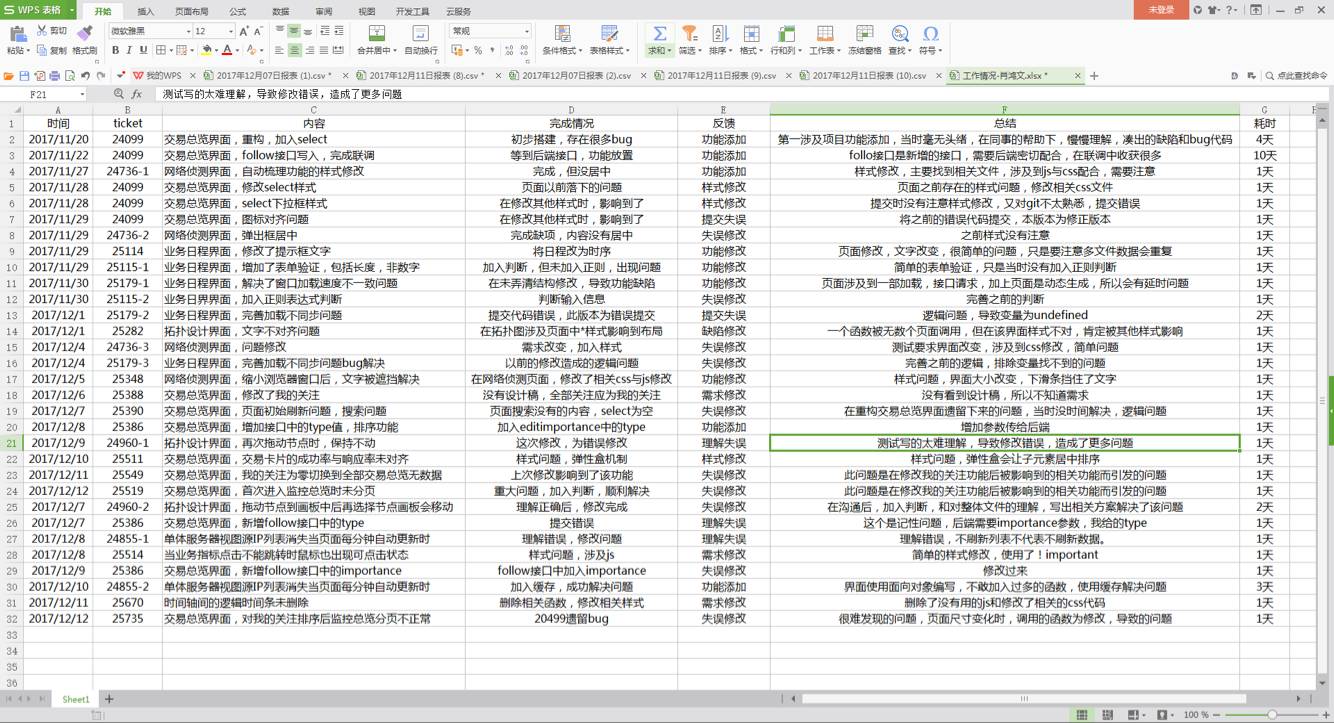 WPS 表格
开始 插入 页面布局 公式 数据 审阅 视图 开发工具 云服务 未登录
粘贴 剪切 复制 格式刷 微软雅黑 12 合并居中 自动换行 常规 条件格式 表格样式 求和 筛选 排序 格式 行和列 工作表 冻结窗格 查找 符号
我的WPS 2017年12月07日报表 (1).csv * 2017年12月11日报表 (8).csv * 2017年12月07日报表 (2).csv 2017年12月11日报表 (9).csv 2017年12月11日报表 (10).csv 工作情况-肖鸿文.xlsx * 点此查找命令
F21 fx 测试写的太难理解，导致修改错误，造成了更多问题
A B C D E F G H
1 时间 ticket 内容 完成情况 反馈 总结 耗时
2 2017/11/20 24099 交易总览界面，重构，加入select 初步搭建，存在很多bug 功能添加 第一涉及项目功能添加，当时毫无头绪，在同事的帮助下，慢慢理解，凑出的缺陷和bug代码 4天
3 2017/11/22 24099 交易总览界面，follow接口写入，完成联调 等到后端接口，功能放置 功能添加 follo接口是新增的接口，需要后端密切配合，在联调中收获很多 10天
4 2017/11/27 24736-1 网络侦测界面，自动梳理功能的样式修改 完成，但没居中 功能添加 样式修改，主要找到相关文件，涉及到js与css配合，需要注意 1天
5 2017/11/28 24099 交易总览界面，修改select样式 页面以前落下的问题 样式修改 页面之前存在的样式问题，修改相关css文件 1天
6 2017/11/28 24099 交易总览界面，select下拉框样式 在修改其他样式时，影响到了 样式修改 提交时没有注意样式修改，又对git不太熟悉，提交错误 1天
7 2017/11/29 24099 交易总览界面，图标对齐问题 在修改其他样式时，影响到了 提交失误 将之前的错误代码提交，本版本为修正版本 1天
8 2017/11/29 24736-2 网络侦测界面，弹出框居中 完成缺项，内容没有居中 失误修改 之前样式没有注意 1天
9 2017/11/29 25114 业务日程界面，修改了提示框文字 将日程改为时序 功能修改 页面修改，文字改变，很简单的问题，只是要注意多文件数据会重复 1天
10 2017/11/29 25115-1 业务日程界面，增加了表单验证，包括长度，非数字 加入判断，但未加入正则，出现问题 功能修改 简单的表单验证，只是当时没有加入正则判断 1天
11 2017/11/30 25179-1 业务日程界面，解决了窗口加载速度不一致问题 在未弄清结构修改，导致功能缺陷 功能修改 页面涉及到一部加载，接口请求，加上页面是动态生成，所以会有延时问题 1天
12 2017/11/30 25115-2 业务日界界面，加入正则表达式判断 判断输入信息 失误修改 完善之前的判断 1天
13 2017/12/1 25179-2 业务日程界面，完善加载不同步问题 提交代码错误，此版本为错误提交 提交失误 逻辑问题，导致变量为undefined 2天
14 2017/12/1 25282 拓扑设计界面，文字不对齐问题 在拓扑图涉及页面中*样式影响到布局 缺陷修改 一个函数被无数个页面调用，但在该界面样式不对，肯定被其他样式影响 1天
15 2017/12/4 24736-3 网络侦测界面，问题修改 需求改变，加入样式 失误修改 测试要求界面改变，涉及到css修改，简单问题 1天
16 2017/12/4 25179-3 业务日程界面，完善加载不同步问题bug解决 以前的修改造成的逻辑问题 失误修改 完善之前的逻辑，排除变量找不到的问题 1天
17 2017/12/5 25348 网络侦测界面，缩小浏览器窗口后，文字被遮挡解决 在网络侦测页面，修改了相关css与js修改 功能修改 样式问题，界面大小改变，下滑条挡住了文字 1天
18 2017/12/6 25388 交易总览界面，修改了我的关注 没有设计稿，全部关注应为我的关注 需求修改 没有看到设计稿，所以不知道需求 1天
19 2017/12/7 25390 交易总览界面，页面初始刷新问题，搜索问题 页面搜索没有的内容，select为空 失误修改 在重构交易总览界面遗留下来的问题，当时没时间解决，逻辑问题 1天
20 2017/12/8 25386 交易总览界面，增加接口中的type值，排序功能 加入editimportance中的type 功能修改 增加参数传给后端 1天
21 2017/12/9 24960-1 拓扑设计界面，再次拖动节点时，保持不动 这次修改，为错误修改 理解失误 测试写的太难理解，导致修改错误，造成了更多问题 1天
22 2017/12/10 25511 交易总览界面，交易卡片的成功率与响应率未对齐 样式问题，弹性盒机制 样式修改 样式问题，弹性盒会让子元素居中排序 1天
23 2017/12/11 25549 交易总览界面，我的关注为零切换到全部交易总览无数据 上次修改影响到了该功能 失误修改 此问题是在修改我的关注功能后被影响到的相关功能而引发的问题 1天
24 2017/12/12 25519 交易总览界面，首次进入监控总览时未分页 重大问题，加入判断，顺利解决 失误修改 此问题是在修改我的关注功能后被影响到的相关功能而引发的问题 1天
25 2017/12/7 24960-2 拓扑设计界面，拖动节点到画板中后再选择节点画板会移动 理解正确后，修改完成 失误修改 在沟通后，加入判断，和对整体文件的理解，写出相关方案解决了该问题 2天
26 2017/12/7 25386 交易总览界面，新增follow接口中的type 提交错误 理解失误 这个是记性问题，后端需要importance参数，我给的type 1天
27 2017/12/8 24855-1 单体服务器视图源IP列表消失当页面每分钟自动更新时 理解错误，修改问题 理解失误 理解错误，不刷新列表不代表不刷新数据。 1天
28 2017/12/8 25514 当业务指标点击不能跳转时鼠标也出现可点击状态 样式问题，涉及js 需求修改 简单的样式修改，使用了！important 1天
29 2017/12/9 25386 交易总览界面，新增follow接口中的importance follow接口中加入importance 失误修改 修改过来 1天
30 2017/12/10 24855-2 单体服务器视图源IP列表消失当页面每分钟自动更新时 加入缓存，成功解决问题 功能添加 界面使用面向对象编写，不敢加入过多的函数，使用缓存解决问题 3天
31 2017/12/11 25670 时间轴间的逻辑时间条未删除 删除相关函数，修改相关样式 需求修改 删除了没有用的js和修改了相关的css代码 1天
32 2017/12/12 25735 交易总览界面，对我的关注排序后监控总览分页不正常 20499遗留bug 失误修改 很难发现的问题，页面尺寸变化时，调用的函数为修改，导致的问题 1天
33
34
35
36
Sheet1
100 %